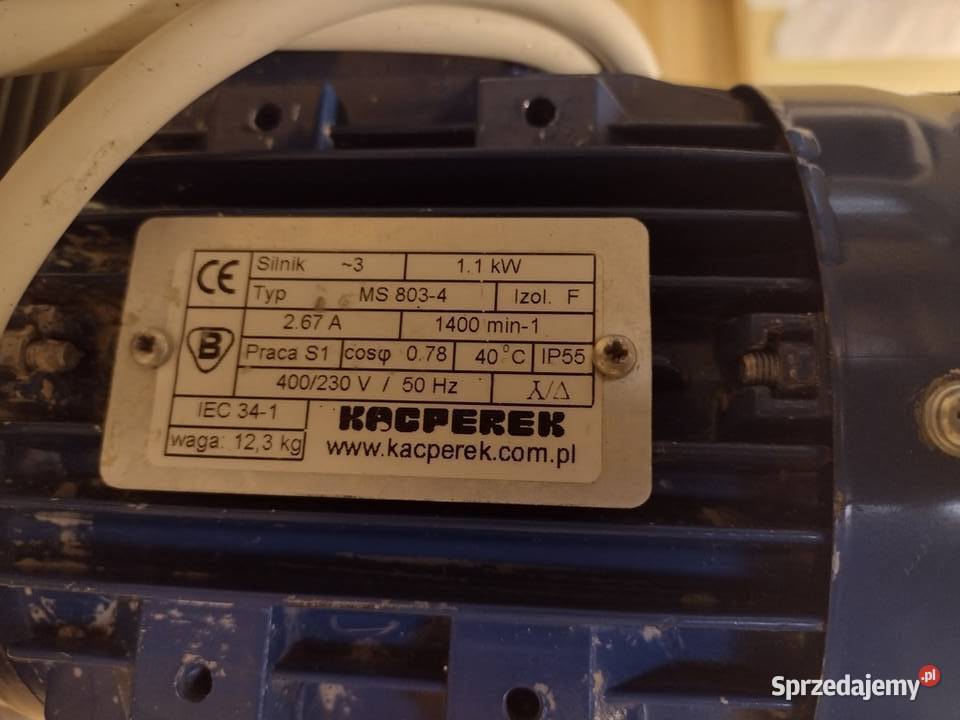 CE
Silnik ~3 1.1 kW
Typ MS 803-4 Izol. F
2.67 A 1400 min-1
B
Praca S1 cosφ 0.78 40°C IP55
400/230 V / 50 Hz ⅄/Δ
IEC 34-1
KACPEREK
waga: 12,3 kg
www.kacperek.com.pl
Sprzedajemy.pl